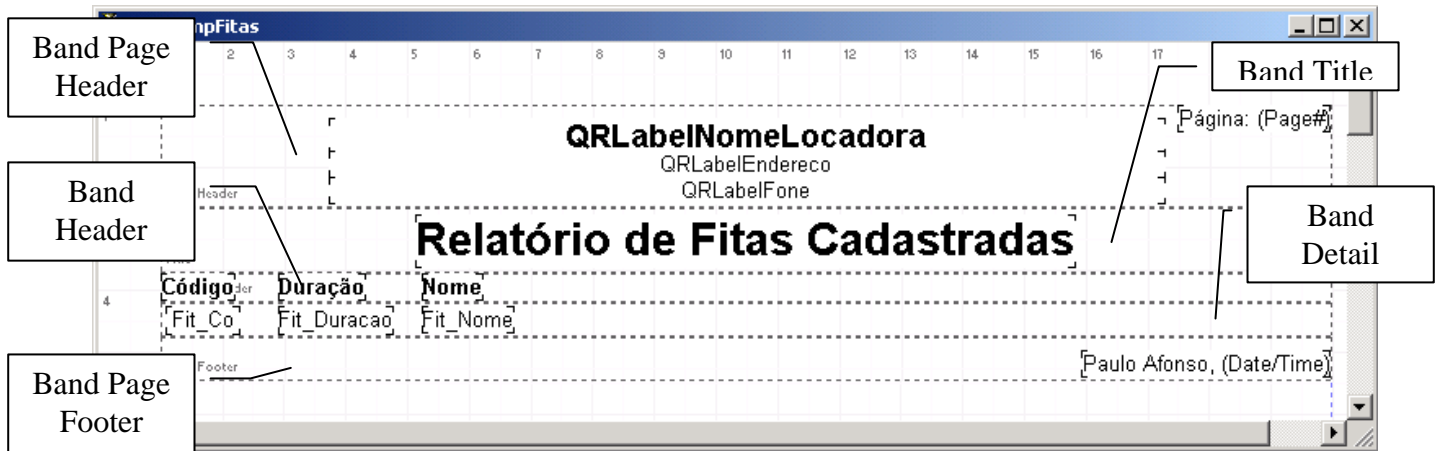 Band Page
Header
Band
Header
Band Page
Footer
Band Title
Band
Detail
mpFitas
2 3 4 5 6 7 8 9 10 11 12 13 14 15 16 17
Página: (Page#)
QRLabelNomeLocadora
QRLabelEndereco
QRLabelFone
Header
Relatório de Fitas Cadastradas
Código Duração Nome
4
Fit_Co Fit_Duracao Fit_Nome
Footer
Paulo Afonso, (Date/Time)